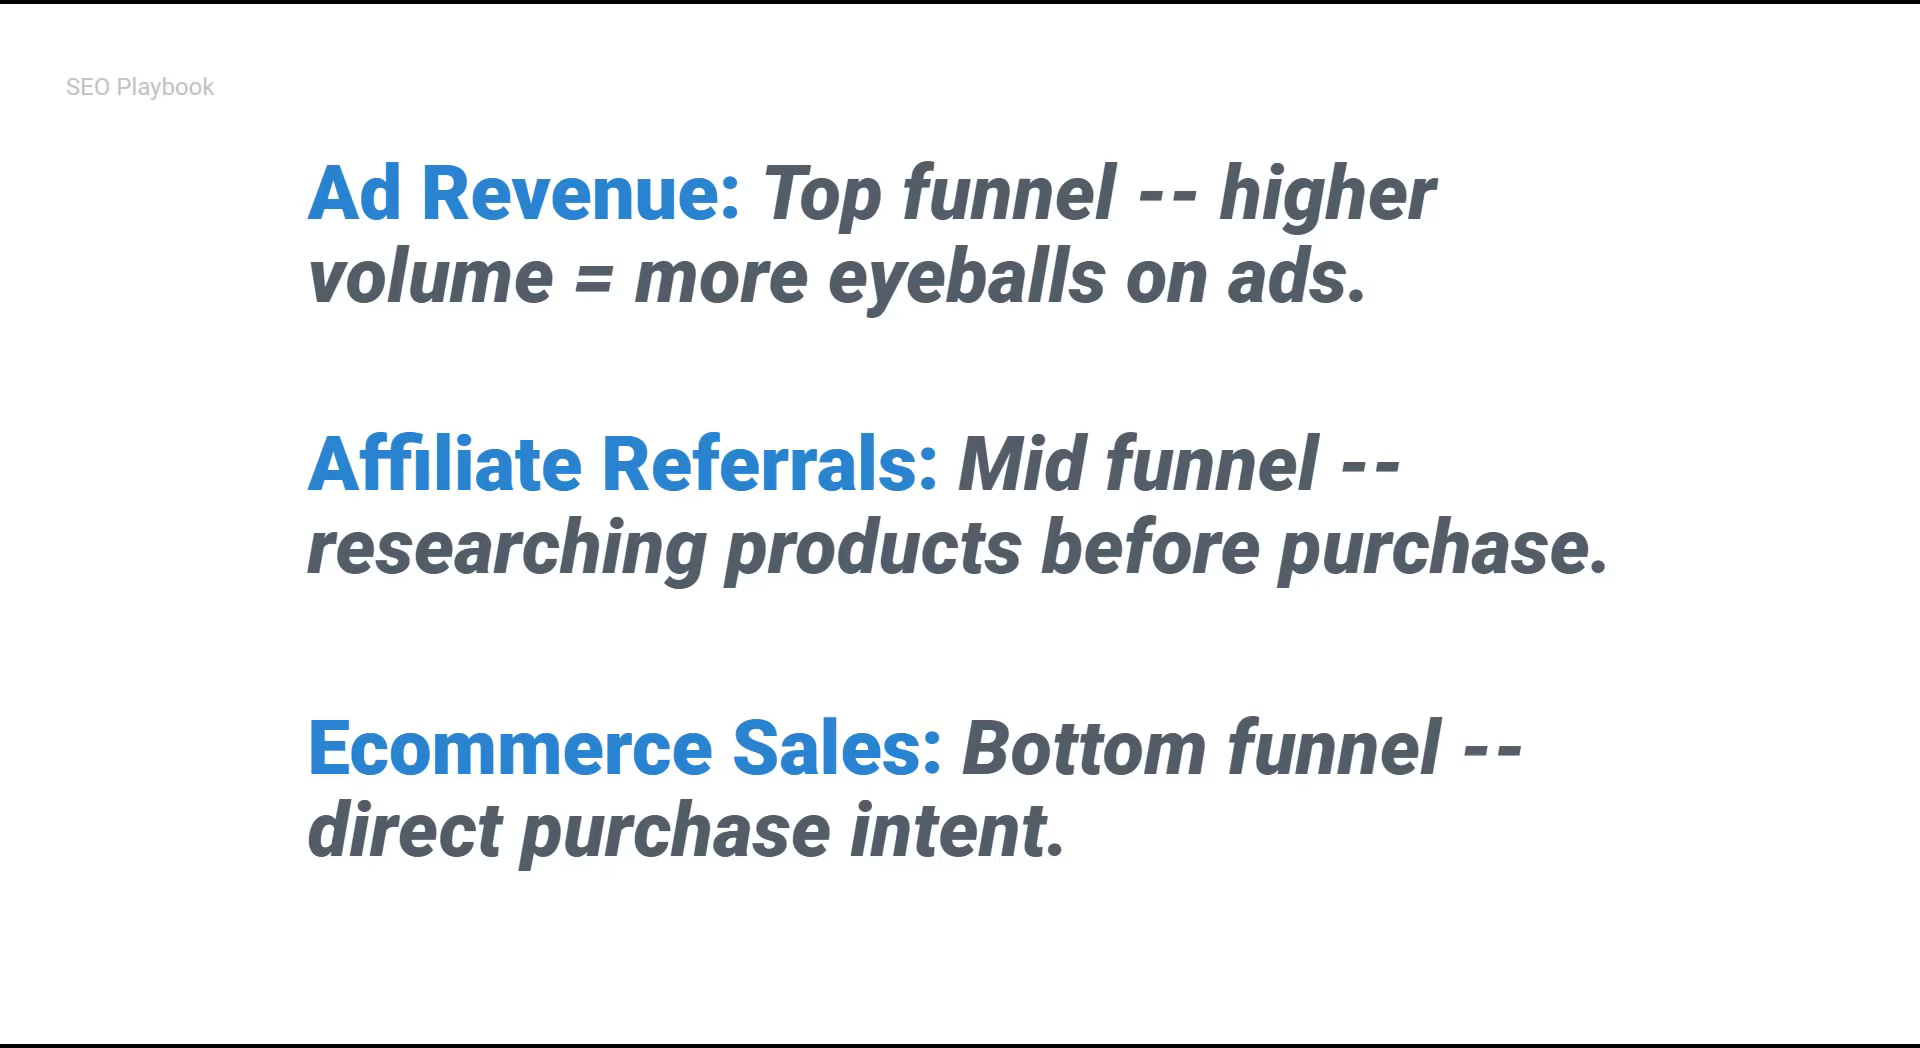 SEO Playbook
Ad Revenue: Top funnel -- higher
volume = more eyeballs on ads.
Affiliate Referrals: Mid funnel --
researching products before purchase.
Ecommerce Sales: Bottom funnel --
direct purchase intent.